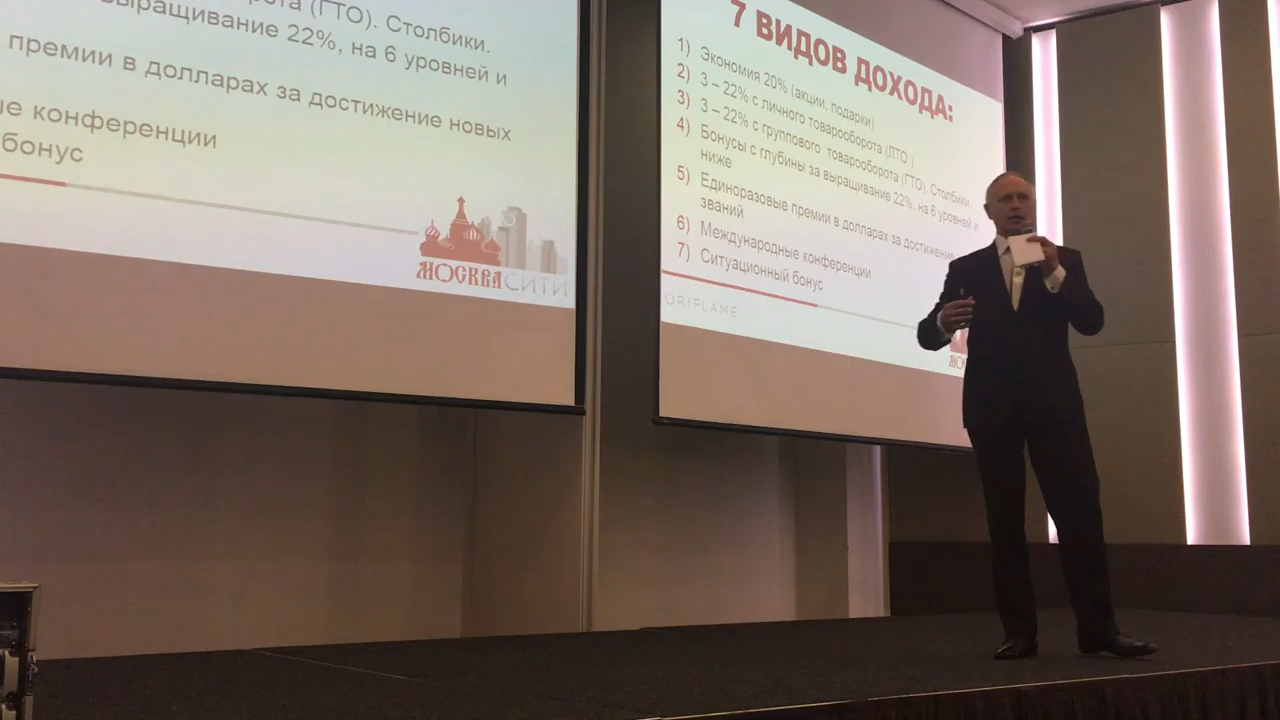 рота (ГТО). Столбики.
выращивание 22%, на 6 уровней и
премии в долларах за достижение новых
ые конференции
бонус
МОСКВА СИТИ
7 ВИДОВ ДОХОДА:
1) Экономия 20% (акции, подарки)
2) 3 – 22% с личного товарооборота (ЛТО )
3) 3 – 22% с группового товарооборота (ГТО). Столбики
4) Бонусы с глубины за выращивание 22%, на 6 уровней и
ниже
5) Единоразовые премии в долларах за достижение
званий
6) Международные конференции
7) Ситуационный бонус
ORIFLAME
МО